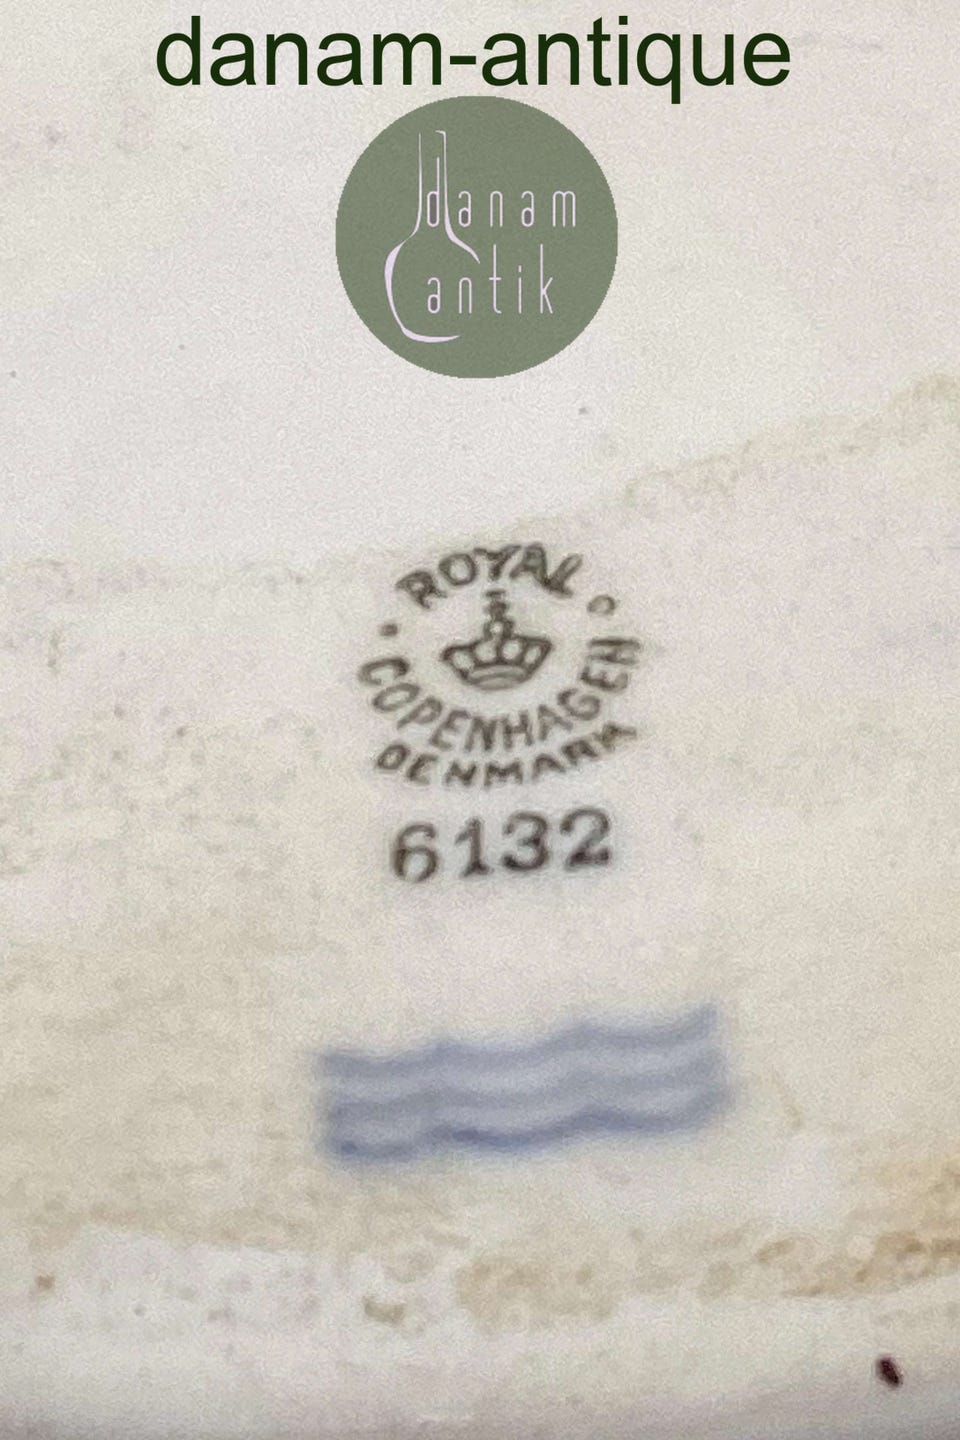 danam-antique
danam
antik
ROYAL
COPENHAGEN
DENMARK
6132